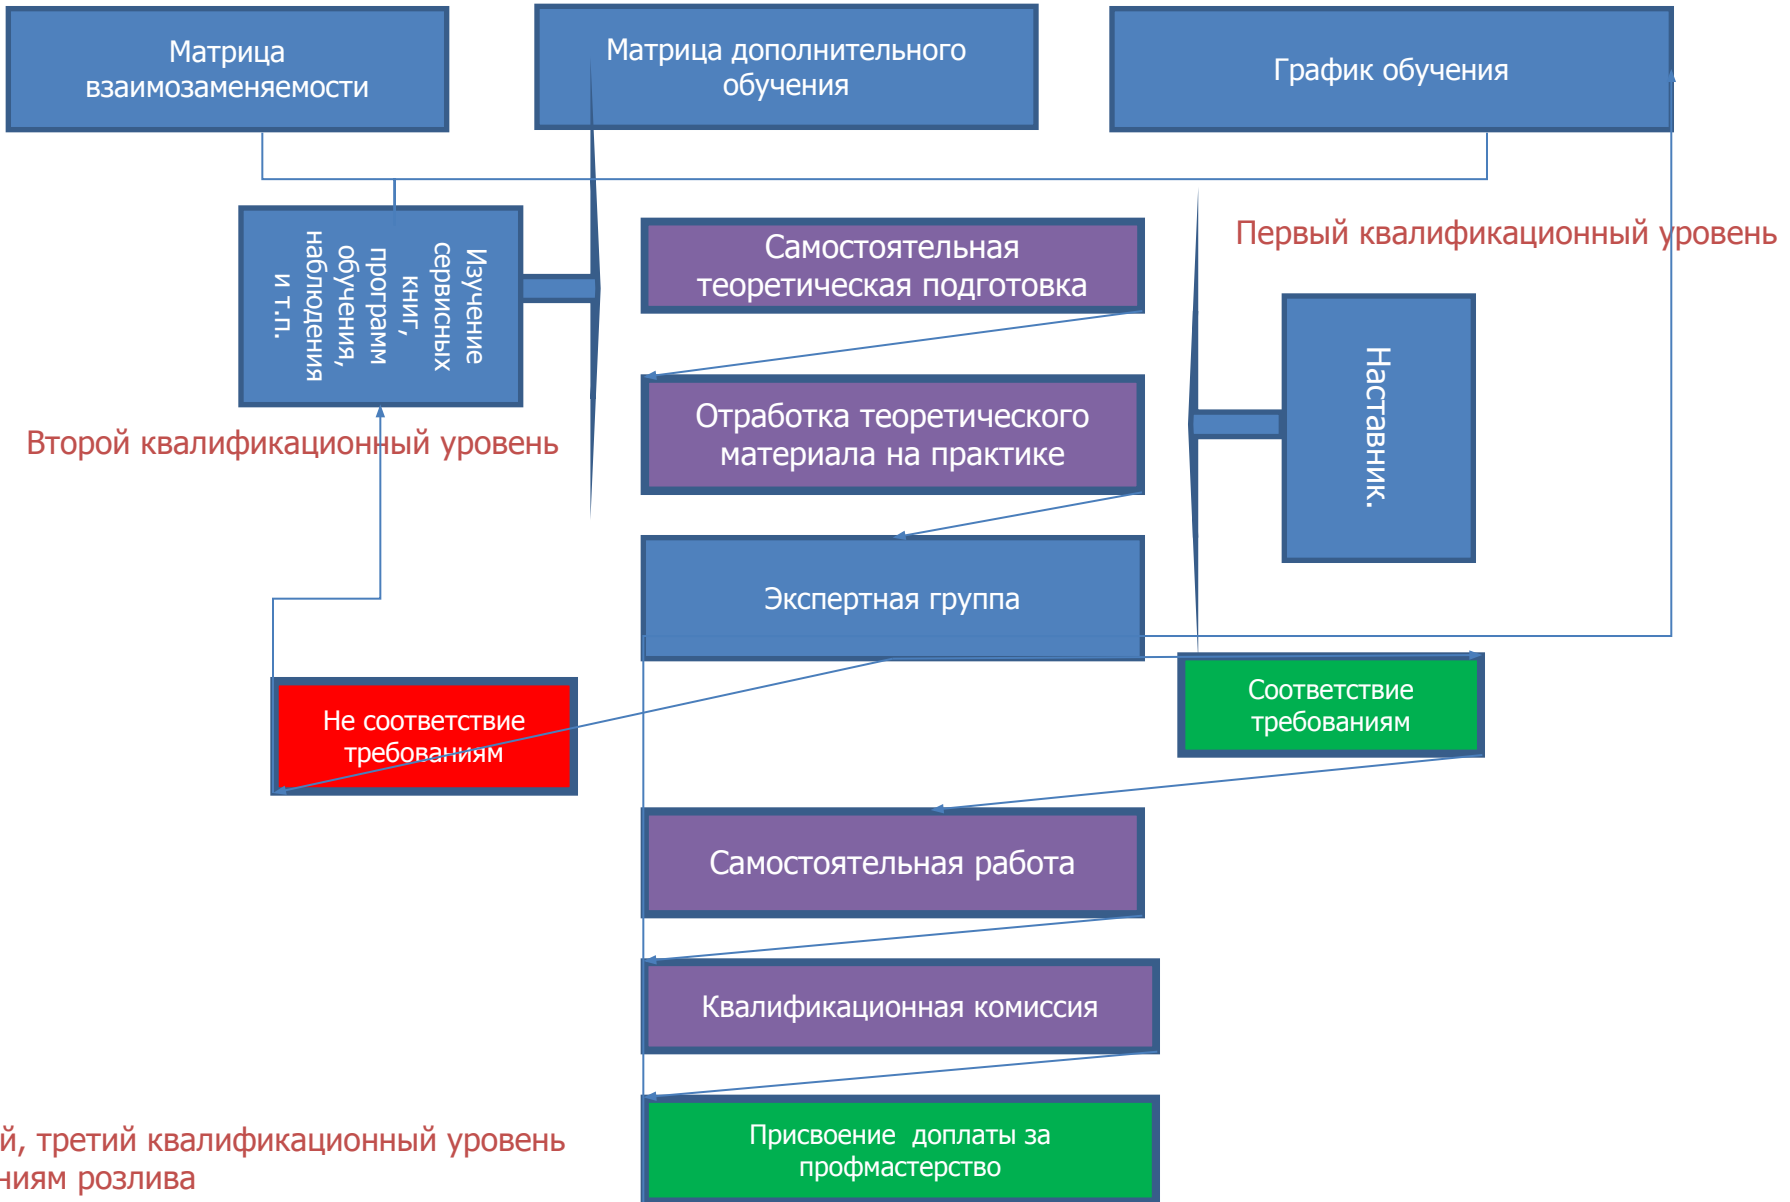 Матрица
взаимозаменяемости
Матрица дополнительного
обучения
График обучения
Изучение
сервисных
книг,
программ
обучения,
наблюдения
и т.п.
Самостоятельная
теоретическая подготовка
Первый квалификационный уровень
Отработка теоретического
материала на практике
Наставник.
Второй квалификационный уровень
Экспертная группа
Не соответствие
требованиям
Соответствие
требованиям
Самостоятельная работа
Квалификационная комиссия
Присвоение доплаты за
профмастерство
й, третий квалификационный уровень
ниям розлива